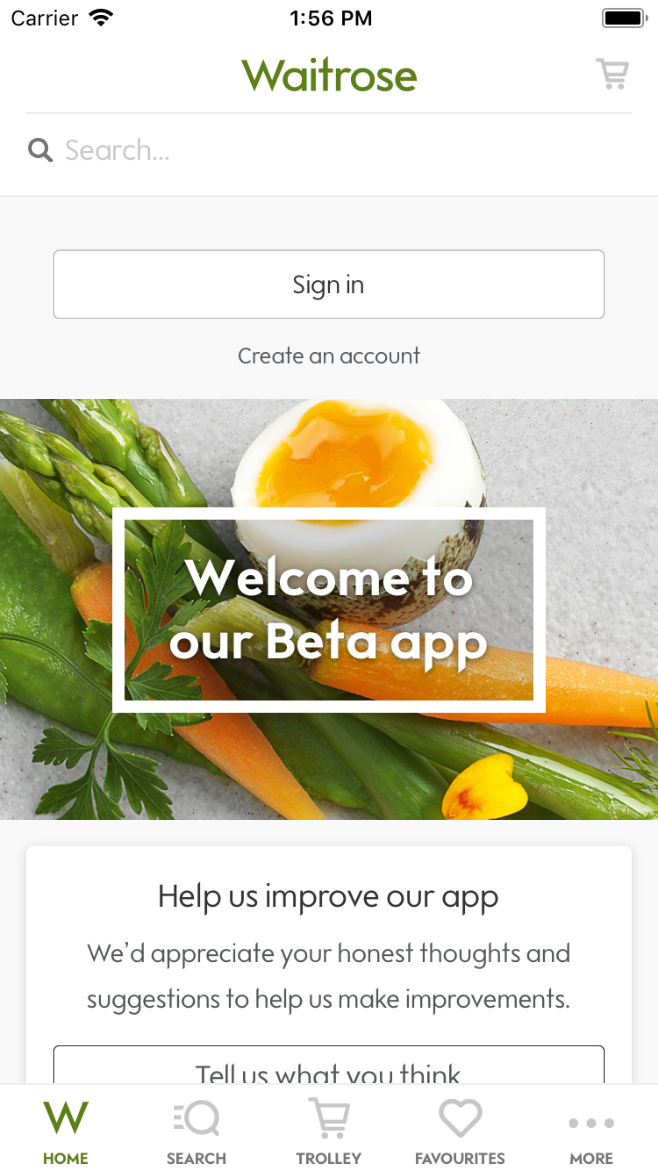 Carrier 1:56 PM
Waitrose
Search...
Sign in
Create an account
Welcome to
our Beta app
Help us improve our app
We'd appreciate your honest thoughts and
suggestions to help us make improvements.
Tell us what you think
W
HOME SEARCH TROLLEY FAVOURITES MORE